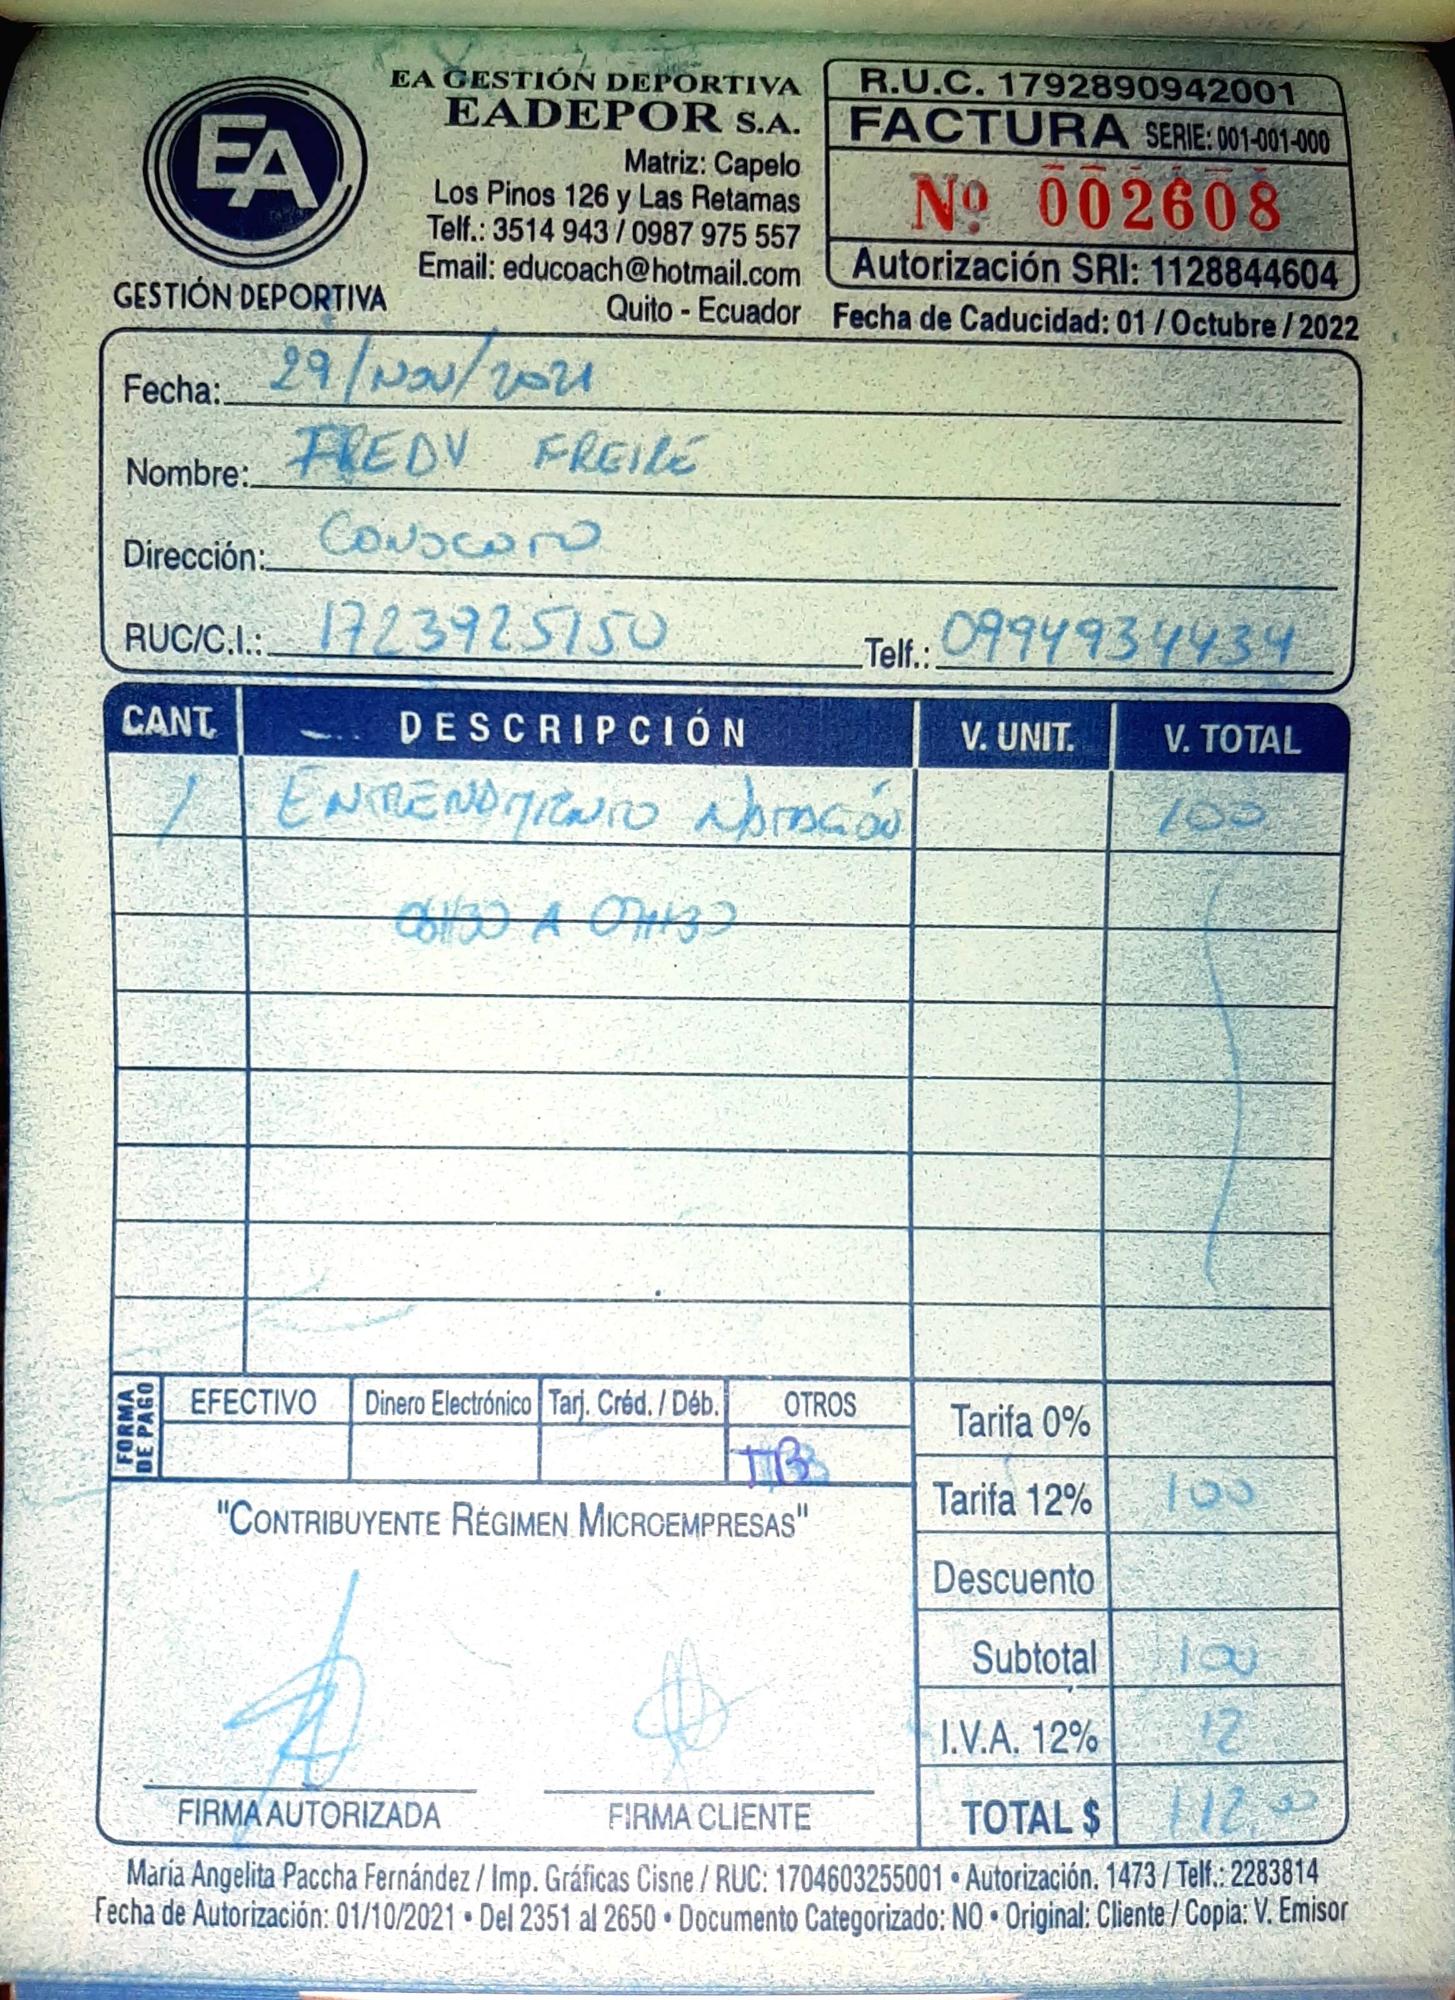 EA
GESTIÓN DEPORTIVA
EA GESTIÓN DEPORTIVA
EADEPOR S.A.
Matriz: Capelo
Los Pinos 126 y Las Retamas
Telf.: 3514 943 / 0987 975 557
Email: educoach@hotmail.com
Quito - Ecuador
R.U.C. 1792890942001
FACTURA SERIE: 001-001-000
Nº 002608
Autorización SRI: 1128844604
Fecha de Caducidad: 01 / Octubre / 2022
Fecha: 29/Nov/2021
Nombre: FREDY FREIRE
Dirección: Conocoto
RUC/C.I.: 1723925150 Telf.: 0994934434
CANT. DESCRIPCIÓN V. UNIT. V. TOTAL
1 ENTRENAMIENTO NATACIÓN 100
06H30 A 07H30
FORMA DE PAGO
EFECTIVO Dinero Electrónico Tarj. Créd. / Déb. OTROS
TB
Tarifa 0%
Tarifa 12% 100
Descuento
Subtotal 100
I.V.A. 12% 12
TOTAL $ 112.00
"CONTRIBUYENTE RÉGIMEN MICROEMPRESAS"
FIRMA AUTORIZADA FIRMA CLIENTE
María Angelita Paccha Fernández / Imp. Gráficas Cisne / RUC: 1704603255001 • Autorización. 1473 / Telf.: 2283814
Fecha de Autorización: 01/10/2021 • Del 2351 al 2650 • Documento Categorizado: NO • Original: Cliente / Copia: V. Emisor